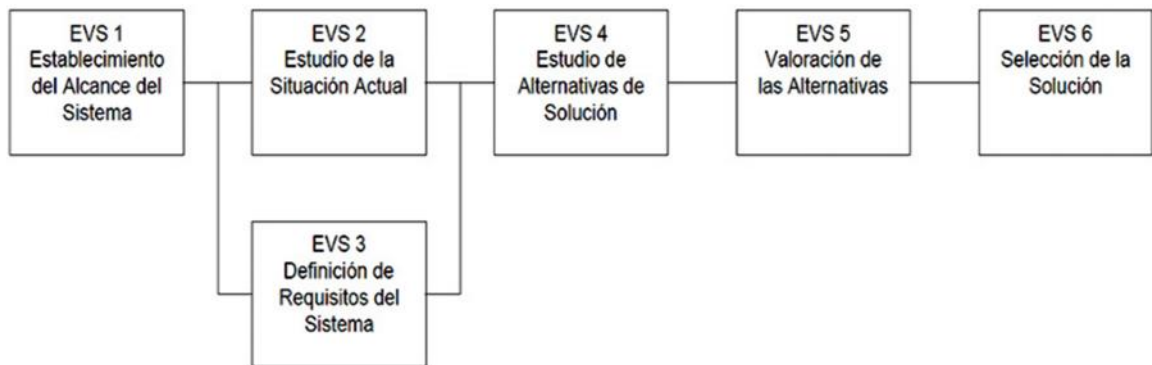 EVS 1
Establecimiento
del Alcance del
Sistema
EVS 2
Estudio de la
Situación Actual
EVS 4
Estudio de
Alternativas de
Solución
EVS 5
Valoración de
las Alternativas
EVS 6
Selección de la
Solución
EVS 3
Definición de
Requisitos del
Sistema